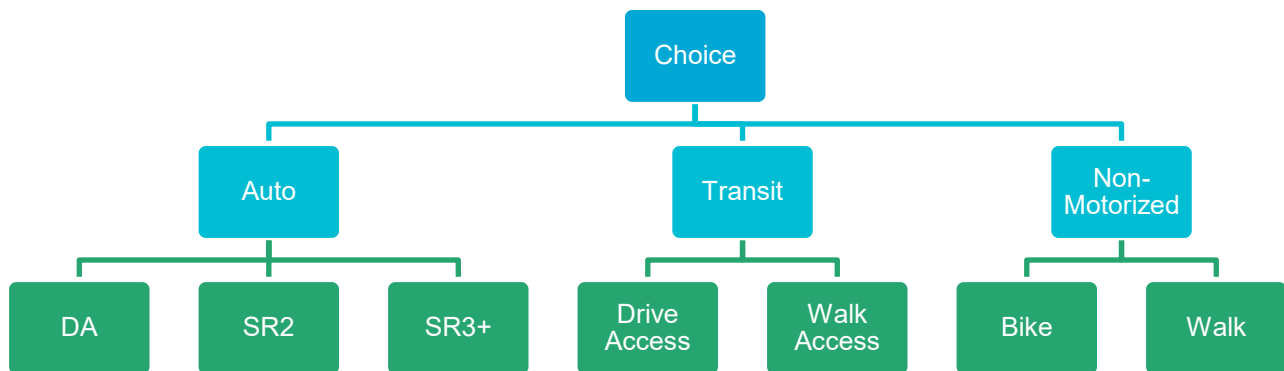 Choice
Auto
Transit
Non-
Motorized
DA
SR2
SR3+
Drive
Access
Walk
Access
Bike
Walk